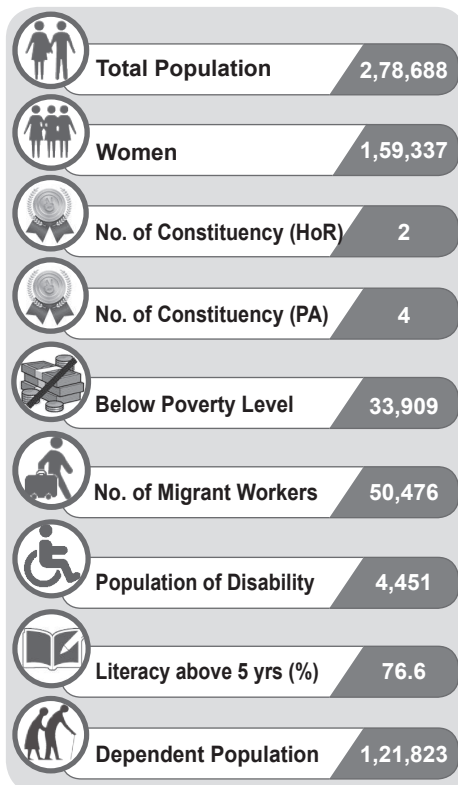 Total Population 2,78,688
Women 1,59,337
No. of Constituency (HoR) 2
No. of Constituency (PA) 4
Below Poverty Level 33,909
No. of Migrant Workers 50,476
Population of Disability 4,451
Literacy above 5 yrs (%) 76.6
Dependent Population 1,21,823